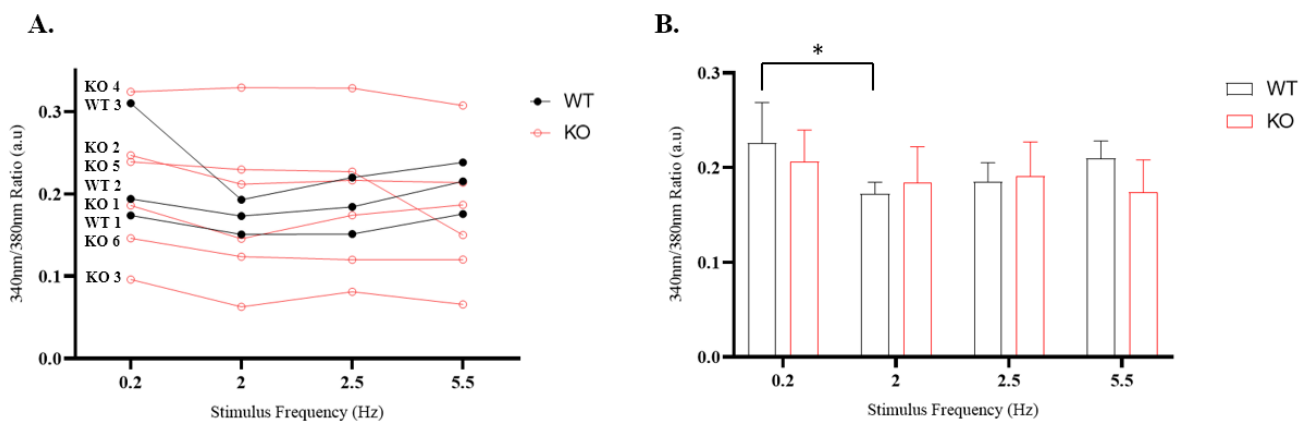 A.
340nm/380nm Ratio (a.u)
0.3
0.2
0.1
0.0
KO 4
WT 3
KO 2
KO 5
WT 2
KO 1
WT 1
KO 6
KO 3
0.2 2 2.5 5.5
Stimulus Frequency (Hz)
WT
KO
B.
*
340nm/380nm Ratio (a.u)
0.3
0.2
0.1
0.0
0.2 2 2.5 5.5
Stimulus Frequency (Hz)
WT
KO